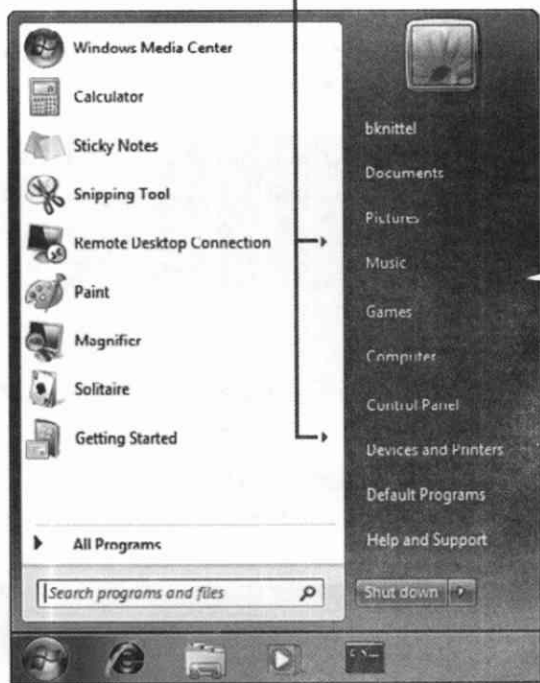 Windows Media Center
Calculator
Sticky Notes
Snipping Tool
Remote Desktop Connection
Paint
Magnifier
Solitaire
Getting Started
All Programs
Search programs and files
bknittel
Documents
Pictures
Music
Games
Computer
Control Panel
Devices and Printers
Default Programs
Help and Support
Shut down